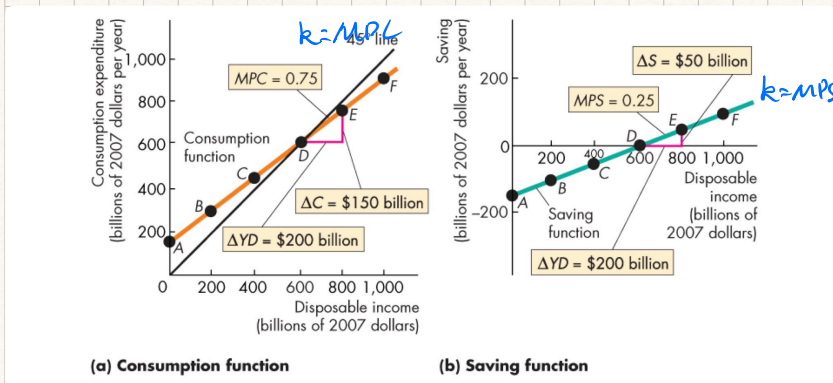 k=MPC
45° line
Consumption expenditure
(billions of 2007 dollars per year)
1,000
800
600
400
200
MPC = 0.75
Consumption
function
A
B
C
D
E
F
ΔC = $150 billion
ΔYD = $200 billion
0 200 400 600 800 1,000
Disposable income
(billions of 2007 dollars)
(a) Consumption function
Saving
(billions of 2007 dollars per year)
200
0
–200
ΔS = $50 billion
k=MPS
MPS = 0.25
A
B
C
D
E
F
200 400 600 800 1,000
Disposable
income
(billions of
2007 dollars)
Saving
function
ΔYD = $200 billion
(b) Saving function